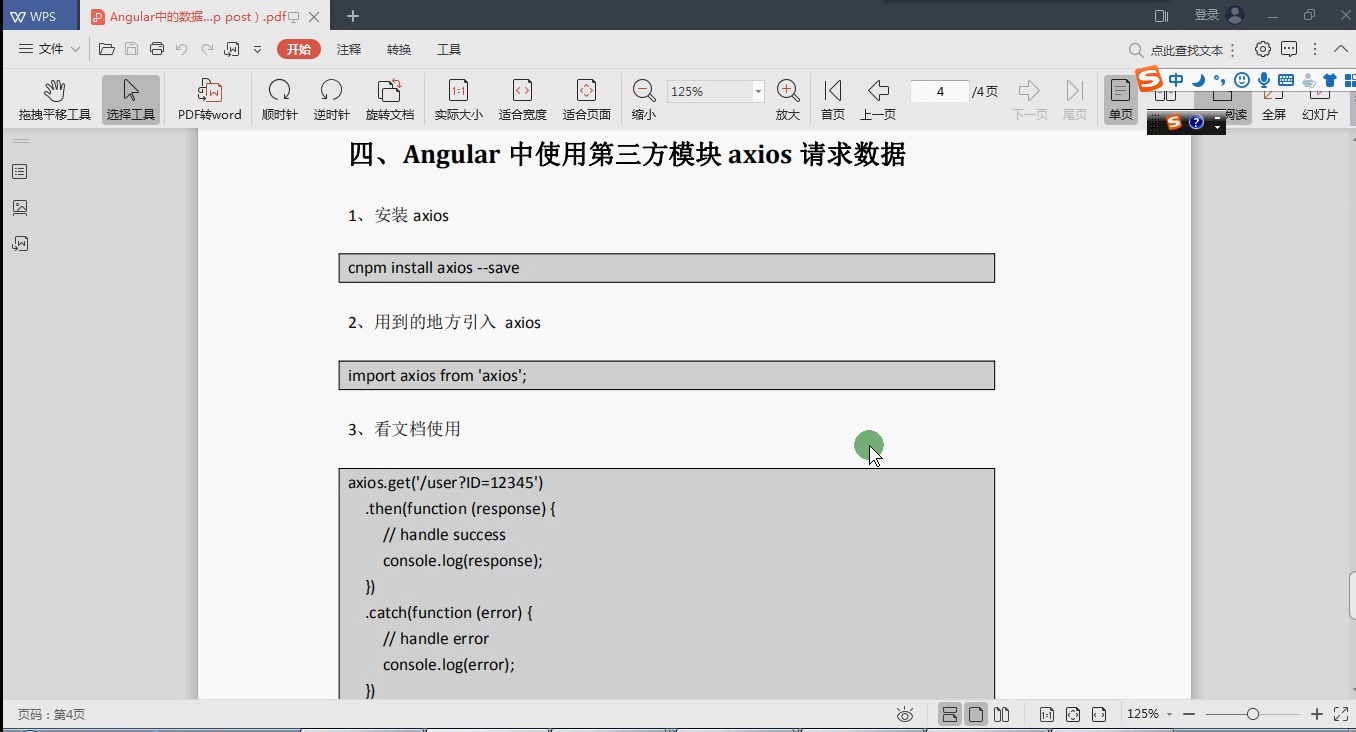 WPS
Angular中的数据...p post）.pdf
登录
文件
开始
注释
转换
工具
点此查找文本
拖拽平移工具
选择工具
PDF转word
顺时针
逆时针
旋转文档
实际大小
适合宽度
适合页面
缩小
125%
放大
首页
上一页
4
/4页
下一页
尾页
单页
阅读
全屏
幻灯片
中
四、Angular 中使用第三方模块 axios 请求数据
1、安装 axios
cnpm install axios --save
2、用到的地方引入 axios
import axios from 'axios';
3、看文档使用
axios.get('/user?ID=12345')
.then(function (response) {
// handle success
console.log(response);
})
.catch(function (error) {
// handle error
console.log(error);
})
页码：第4页
125%